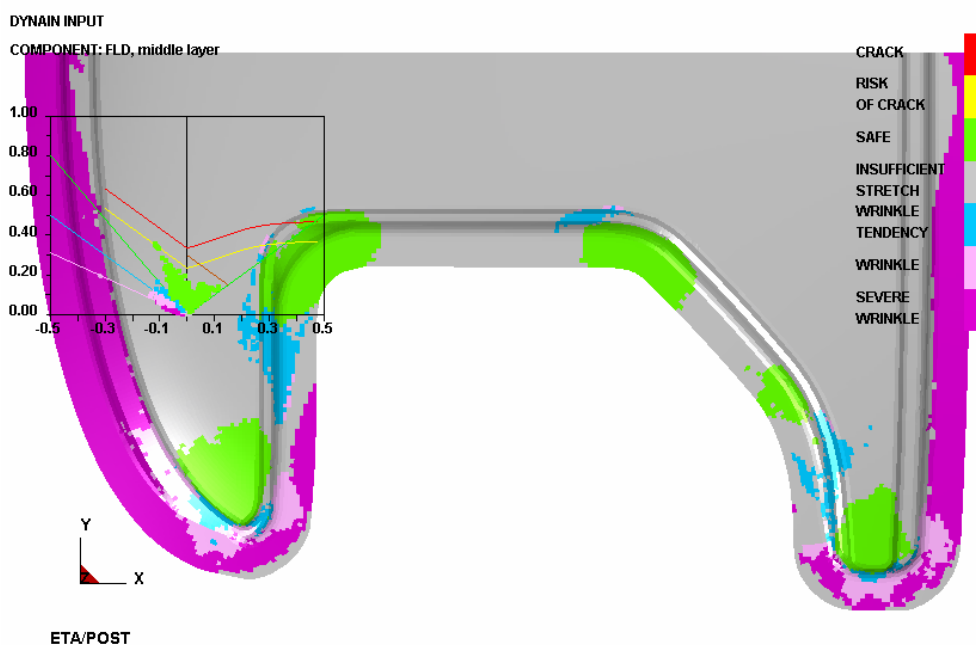 DYNAIN INPUT
COMPONENT: FLD, middle layer
CRACK
RISK
OF CRACK
SAFE
INSUFFICIENT
STRETCH
WRINKLE
TENDENCY
WRINKLE
SEVERE
WRINKLE
1.00
0.80
0.60
0.40
0.20
0.00
-0.5 -0.3 -0.1 0.1 0.3 0.5
Y
Z X
ETA/POST